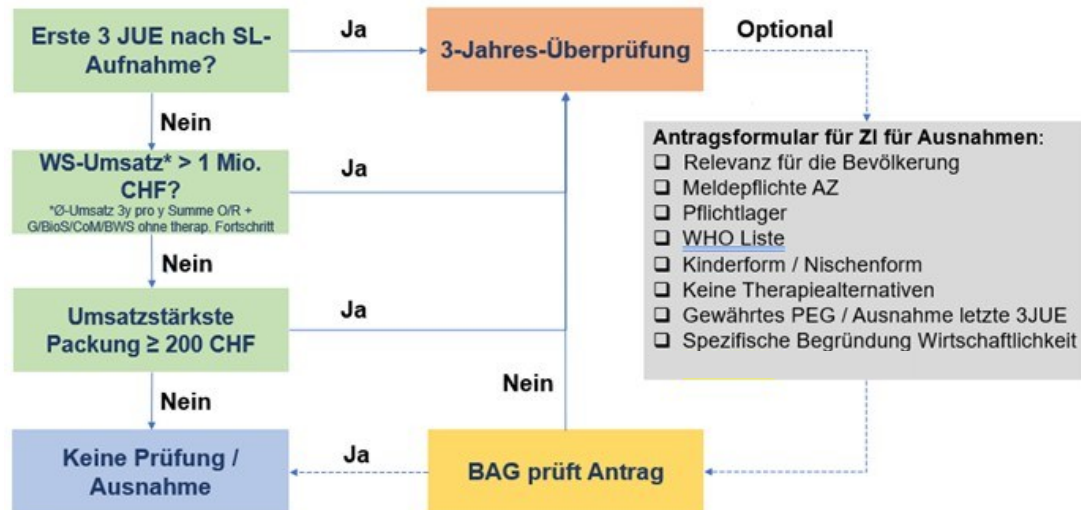 Erste 3 JUE nach SL-
Aufnahme?
Ja
3-Jahres-Überprüfung
Optional
Nein
WS-Umsatz* > 1 Mio.
CHF?
*Ø-Umsatz 3y pro y Summe O/R +
G/BioS/CoM/BWS ohne therap. Fortschritt
Ja
Nein
Umsatzstärkste
Packung ≥ 200 CHF
Ja
Nein
Antragsformular für ZI für Ausnahmen:
Relevanz für die Bevölkerung
Meldepflichte AZ
Pflichtlager
WHO Liste
Kinderform / Nischenform
Keine Therapiealternativen
Gewährtes PEG / Ausnahme letzte 3JUE
Spezifische Begründung Wirtschaftlichkeit
Nein
Keine Prüfung /
Ausnahme
Ja
BAG prüft Antrag